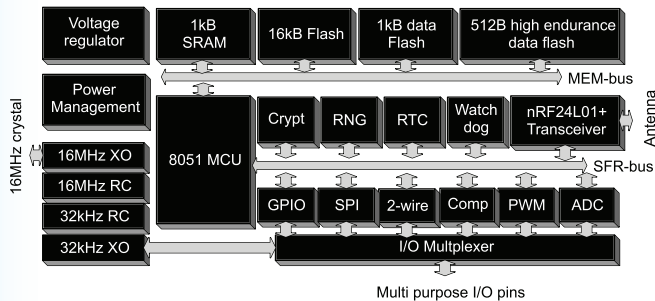 Voltage
regulator
1kB
SRAM
16kB Flash
1kB data
Flash
512B high endurance
data flash
MEM-bus
Power
Management
8051 MCU
Crypt
RNG
RTC
Watch
dog
nRF24L01+
Transceiver
Antenna
16MHz crystal
16MHz XO
SFR-bus
16MHz RC
32kHz RC
GPIO
SPI
2-wire
Comp
PWM
ADC
32kHz XO
I/O Multplexer
Multi purpose I/O pins